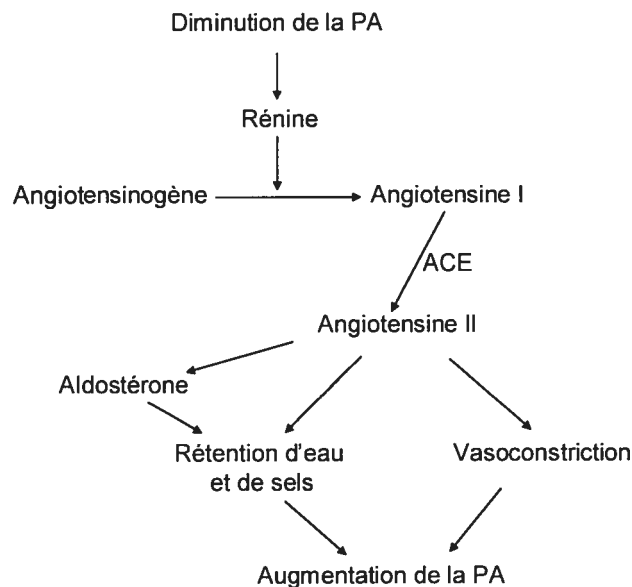 Diminution de la PA
Rénine
Angiotensinogène
Angiotensine I
ACE
Angiotensine II
Aldostérone
Rétention d'eau
et de sels
Vasoconstriction
Augmentation de la PA